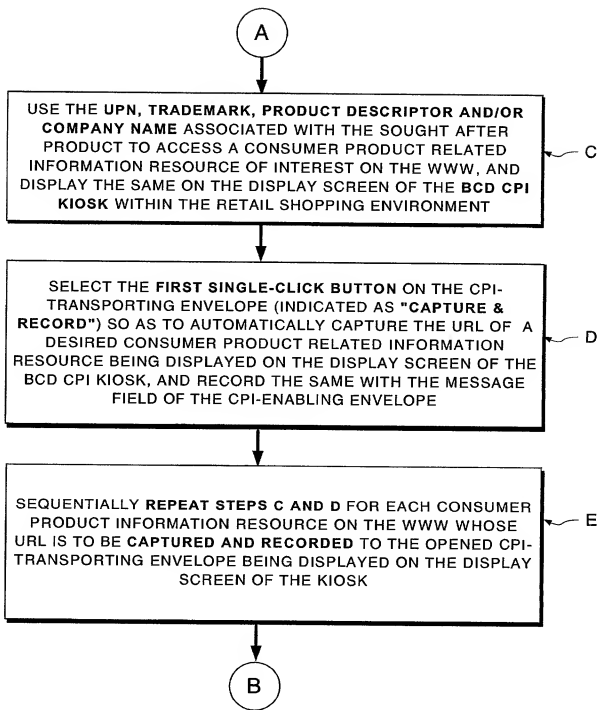 A
USE THE UPN, TRADEMARK, PRODUCT DESCRIPTOR AND/OR
COMPANY NAME ASSOCIATED WITH THE SOUGHT AFTER
PRODUCT TO ACCESS A CONSUMER PRODUCT RELATED
INFORMATION RESOURCE OF INTEREST ON THE WWW, AND
DISPLAY THE SAME ON THE DISPLAY SCREEN OF THE BCD CPI
KIOSK WITHIN THE RETAIL SHOPPING ENVIRONMENT
C
SELECT THE FIRST SINGLE-CLICK BUTTON ON THE CPI-
TRANSPORTING ENVELOPE (INDICATED AS "CAPTURE &
RECORD") SO AS TO AUTOMATICALLY CAPTURE THE URL OF A
DESIRED CONSUMER PRODUCT RELATED INFORMATION
RESOURCE BEING DISPLAYED ON THE DISPLAY SCREEN OF THE
BCD CPI KIOSK, AND RECORD THE SAME WITH THE MESSAGE
FIELD OF THE CPI-ENABLING ENVELOPE
D
SEQUENTIALLY REPEAT STEPS C AND D FOR EACH CONSUMER
PRODUCT INFORMATION RESOURCE ON THE WWW WHOSE
URL IS TO BE CAPTURED AND RECORDED TO THE OPENED CPI-
TRANSPORTING ENVELOPE BEING DISPLAYED ON THE DISPLAY
SCREEN OF THE KIOSK
E
B